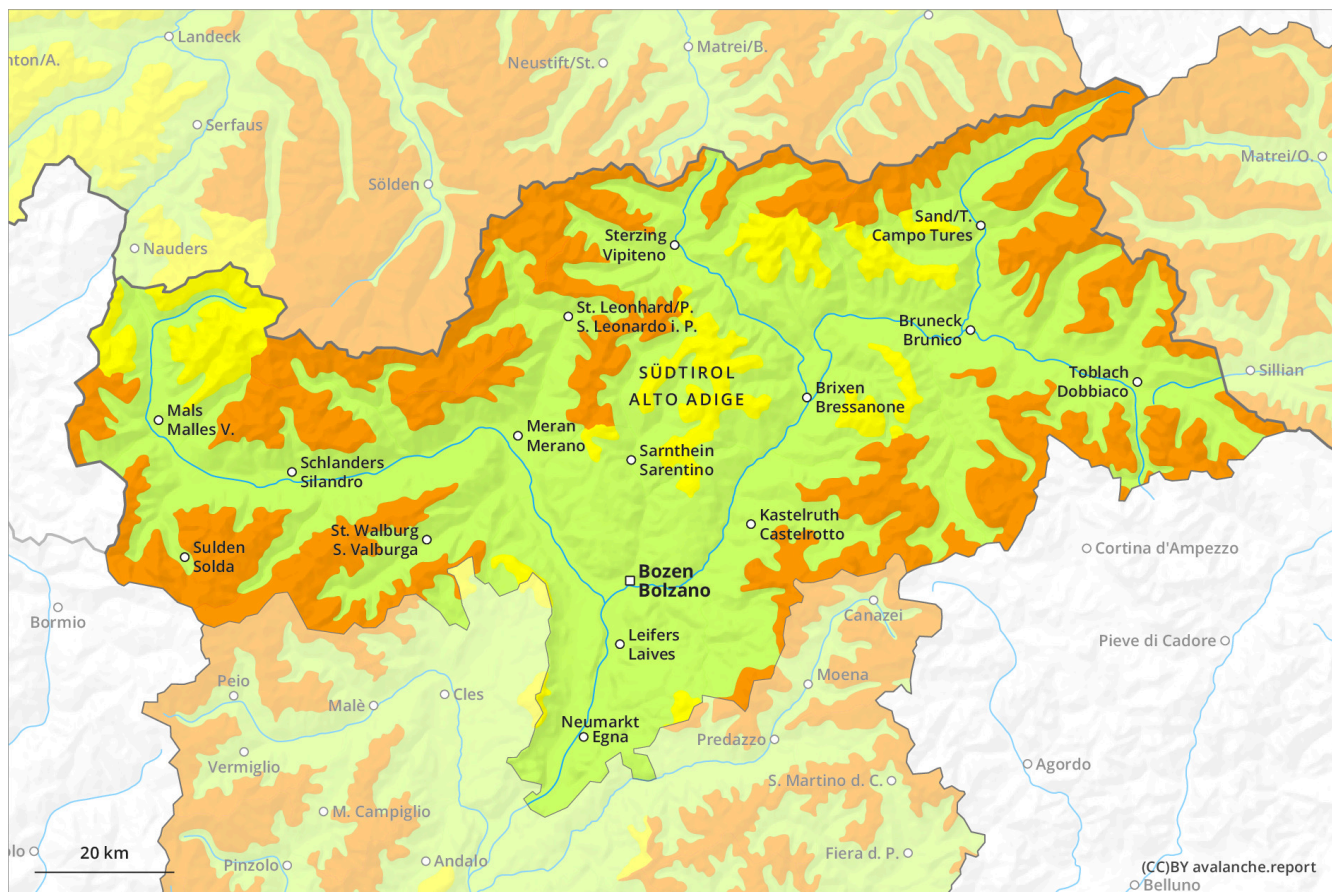 Landeck
nton/A.
Matrei/B.
Neustift/St.
Serfaus
Matrei/O.
Sölden
Sand/T.
Campo Tures
Sterzing
Vipiteno
Nauders
St. Leonhard/P.
S. Leonardo i. P.
Bruneck
Brunico
SÜDTIROL
ALTO ADIGE
Toblach
Dobbiaco
Sillian
Brixen
Bressanone
Mals
Malles V.
Meran
Merano
Sarnthein
Sarentino
Schlanders
Silandro
Kastelruth
Castelrotto
St. Walburg
S. Valburga
Sulden
Solda
Cortina d'Ampezzo
Bozen
Bolzano
Bormio
Canazei
Leifers
Laives
Pieve di Cadore
Moena
Peio
Cles
Malè
Neumarkt
Egna
Predazzo
Vermiglio
Agordo
S. Martino d. C.
M. Campiglio
olo
20 km
Pinzolo
Andalo
Fiera d. P.
(CC)BY avalanche.report
Belluno